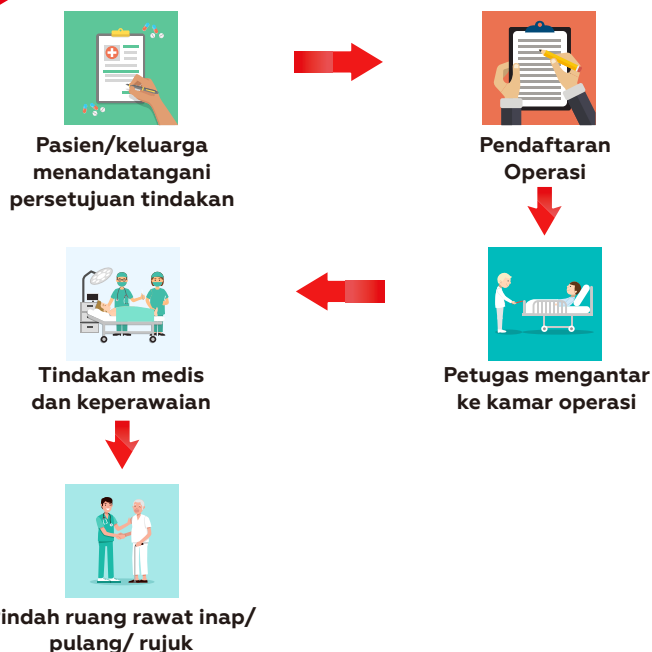 Pasien/keluarga
menandatangani
persetujuan tindakan
Pendaftaran
Operasi
Petugas mengantar
ke kamar operasi
Tindakan medis
dan keperawaian
indah ruang rawat inap/
pulang/ rujuk